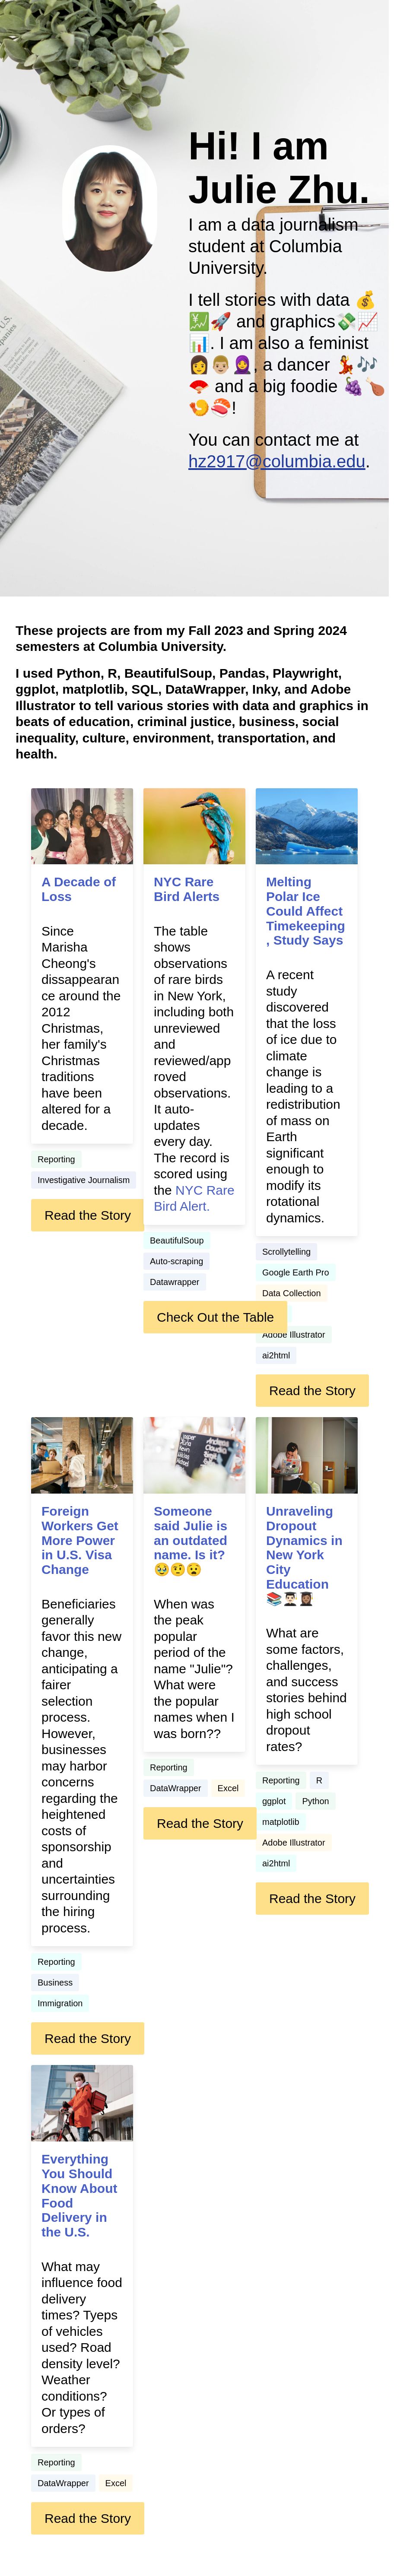 Hi! I am
Julie Zhu.
I am a data journalism
student at Columbia
University.
I tell stories with data 💰
💹🚀 and graphics💸📈
📊. I am also a feminist
👩👨🏼🧕, a dancer 💃🎶
🪭 and a big foodie 🍇🍗
🍤🍣!
You can contact me at
hz2917@columbia.edu.
These projects are from my Fall 2023 and Spring 2024
semesters at Columbia University.
I used Python, R, BeautifulSoup, Pandas, Playwright,
ggplot, matplotlib, SQL, DataWrapper, Inky, and Adobe
Illustrator to tell various stories with data and graphics in
beats of education, criminal justice, business, social
inequality, culture, environment, transportation, and
health.
A Decade of
Loss
Since
Marisha
Cheong's
dissappearan
ce around the
2012
Christmas,
her family's
Christmas
traditions
have been
altered for a
decade.
Reporting
Investigative Journalism
Read the Story
NYC Rare
Bird Alerts
The table
shows
observations
of rare birds
in New York,
including both
unreviewed
and
reviewed/app
roved
observations.
It auto-
updates
every day.
The record is
scored using
the NYC Rare
Bird Alert.
BeautifulSoup
Auto-scraping
Datawrapper
Check Out the Table
Melting
Polar Ice
Could Affect
Timekeeping
, Study Says
A recent
study
discovered
that the loss
of ice due to
climate
change is
leading to a
redistribution
of mass on
Earth
significant
enough to
modify its
rotational
dynamics.
Scrollytelling
Google Earth Pro
Data Collection
Adobe Illustrator
ai2html
Read the Story
Foreign
Workers Get
More Power
in U.S. Visa
Change
Beneficiaries
generally
favor this new
change,
anticipating a
fairer
selection
process.
However,
businesses
may harbor
concerns
regarding the
heightened
costs of
sponsorship
and
uncertainties
surrounding
the hiring
process.
Reporting
Business
Immigration
Read the Story
Someone
said Julie is
an outdated
name. Is it?
🥹🤨😧
When was
the peak
popular
period of the
name "Julie"?
What were
the popular
names when I
was born??
Reporting
DataWrapper Excel
Read the Story
Unraveling
Dropout
Dynamics in
New York
City
Education
📚👨🏻‍🎓👩🏾‍🎓
What are
some factors,
challenges,
and success
stories behind
high school
dropout
rates?
Reporting R
ggplot Python
matplotlib
Adobe Illustrator
ai2html
Read the Story
Everything
You Should
Know About
Food
Delivery in
the U.S.
What may
influence food
delivery
times? Tyeps
of vehicles
used? Road
density level?
Weather
conditions?
Or types of
orders?
Reporting
DataWrapper Excel
Read the Story